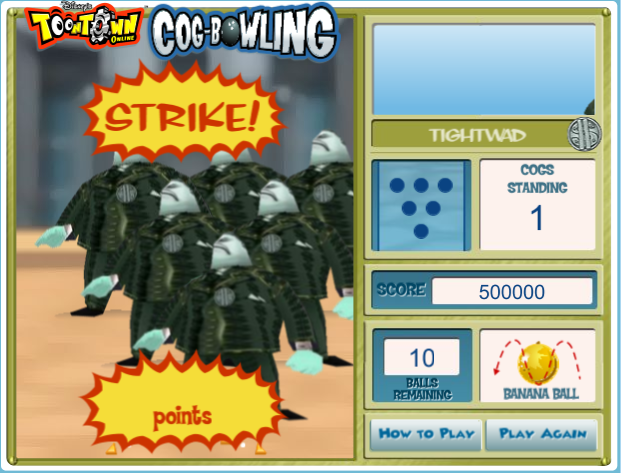 Disney's
TOONTOWN
ONLINE
COG-BOWLING
STRIKE!
points
TIGHTWAD
COGS
STANDING
1
SCORE
500000
10
BALLS
REMAINING
BANANA BALL
HOW TO PLAY
PLAY AGAIN